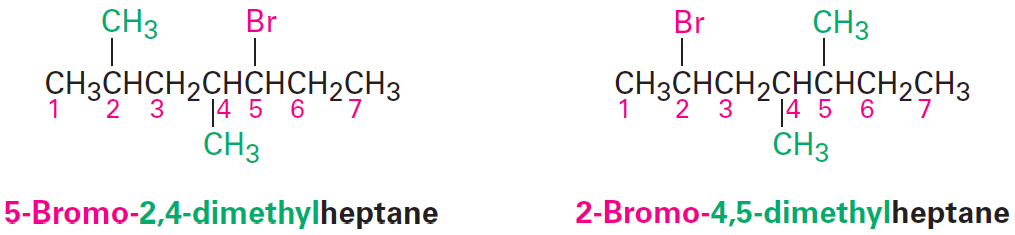 CH3 Br
CH3CHCH2CHCHCH2CH3
1 2 3 4 5 6 7
CH3
5-Bromo-2,4-dimethylheptane
Br CH3
CH3CHCH2CHCHCH2CH3
1 2 3 4 5 6 7
CH3
2-Bromo-4,5-dimethylheptane